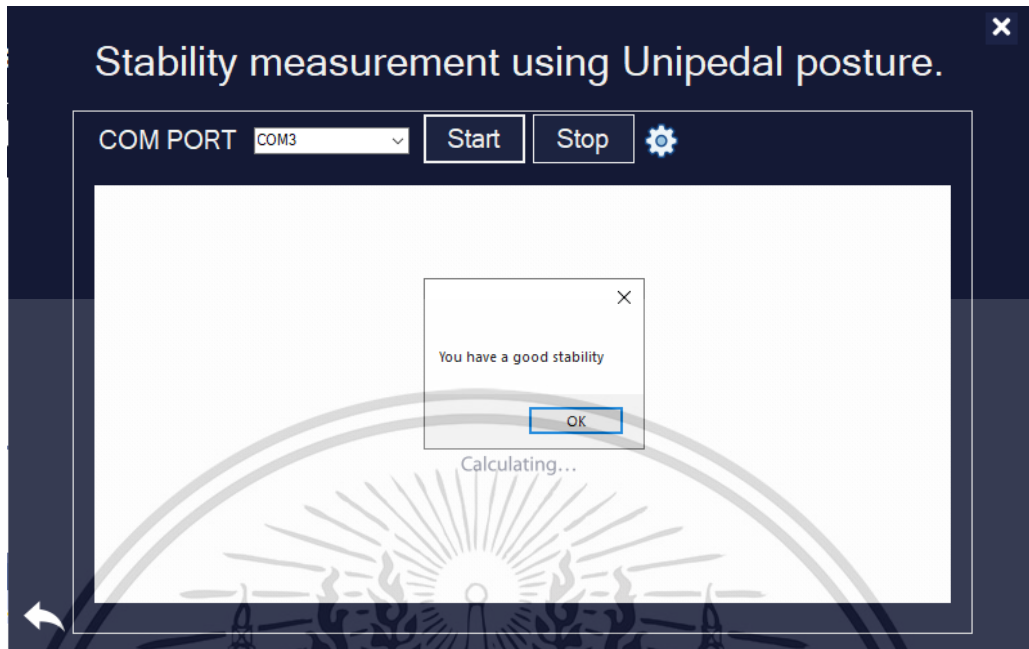 Stability measurement using Unipedal posture.
COM PORT COM3 Start Stop
You have a good stability
OK
Calculating...